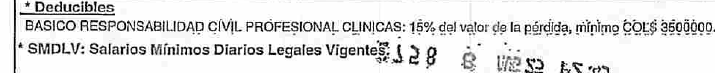 * Deducibles
BASICO RESPONSABILIDAD CIVIL PROFESIONAL CLINICAS: 15% del valor de la pérdida, mínimo COL$ 3500000.
* SMDLV: Salarios Mínimos Diarios Legales Vigentes.